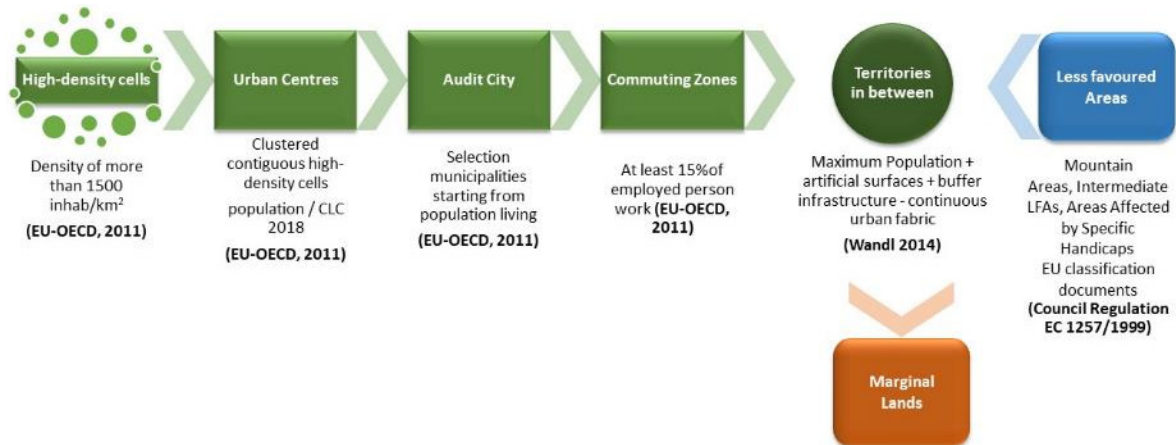 High-density cells
Density of more
than 1500
inhab/km²
(EU-OECD, 2011)
Urban Centres
Clustered
contiguous high-
density cells
population / CLC
2018
(EU-OECD, 2011)
Audit City
Selection
municipalities
starting from
population living
(EU-OECD, 2011)
Commuting Zones
At least 15%of
employed person
work (EU-OECD,
2011)
Territories
in between
Maximum Population +
artificial surfaces + buffer
infrastructure - continuous
urban fabric
(Wandl 2014)
Less favoured
Areas
Mountain
Areas, Intermediate
LFAs, Areas Affected
by Specific
Handicaps
EU classification
documents
(Council Regulation
EC 1257/1999)
Marginal
Lands